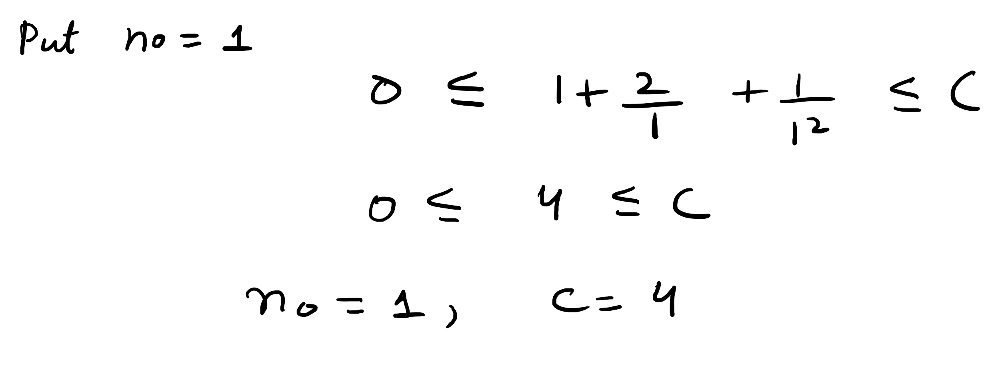 Put n₀ = 1
0 ≤ 1 + 2/1 + 1/1² ≤ C
0 ≤ 4 ≤ C
n₀ = 1, C = 4